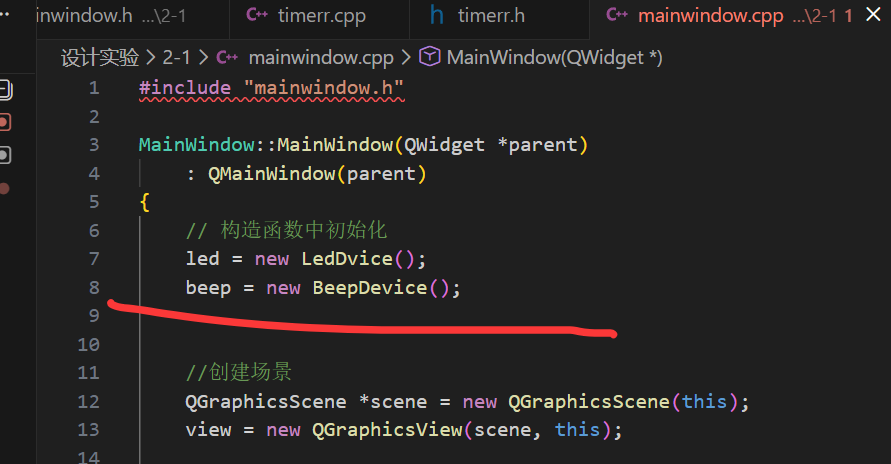 inwindow.h ...\2-1 timerr.cpp h timerr.h mainwindow.cpp ...\2-1 1
设计实验 > 2-1 > mainwindow.cpp > MainWindow(QWidget *)
1 #include "mainwindow.h"
2
3 MainWindow::MainWindow(QWidget *parent)
4 : QMainWindow(parent)
5 {
6 // 构造函数中初始化
7 led = new LedDvice();
8 beep = new BeepDevice();
9
10
11 //创建场景
12 QGraphicsScene *scene = new QGraphicsScene(this);
13 view = new QGraphicsView(scene, this);
14